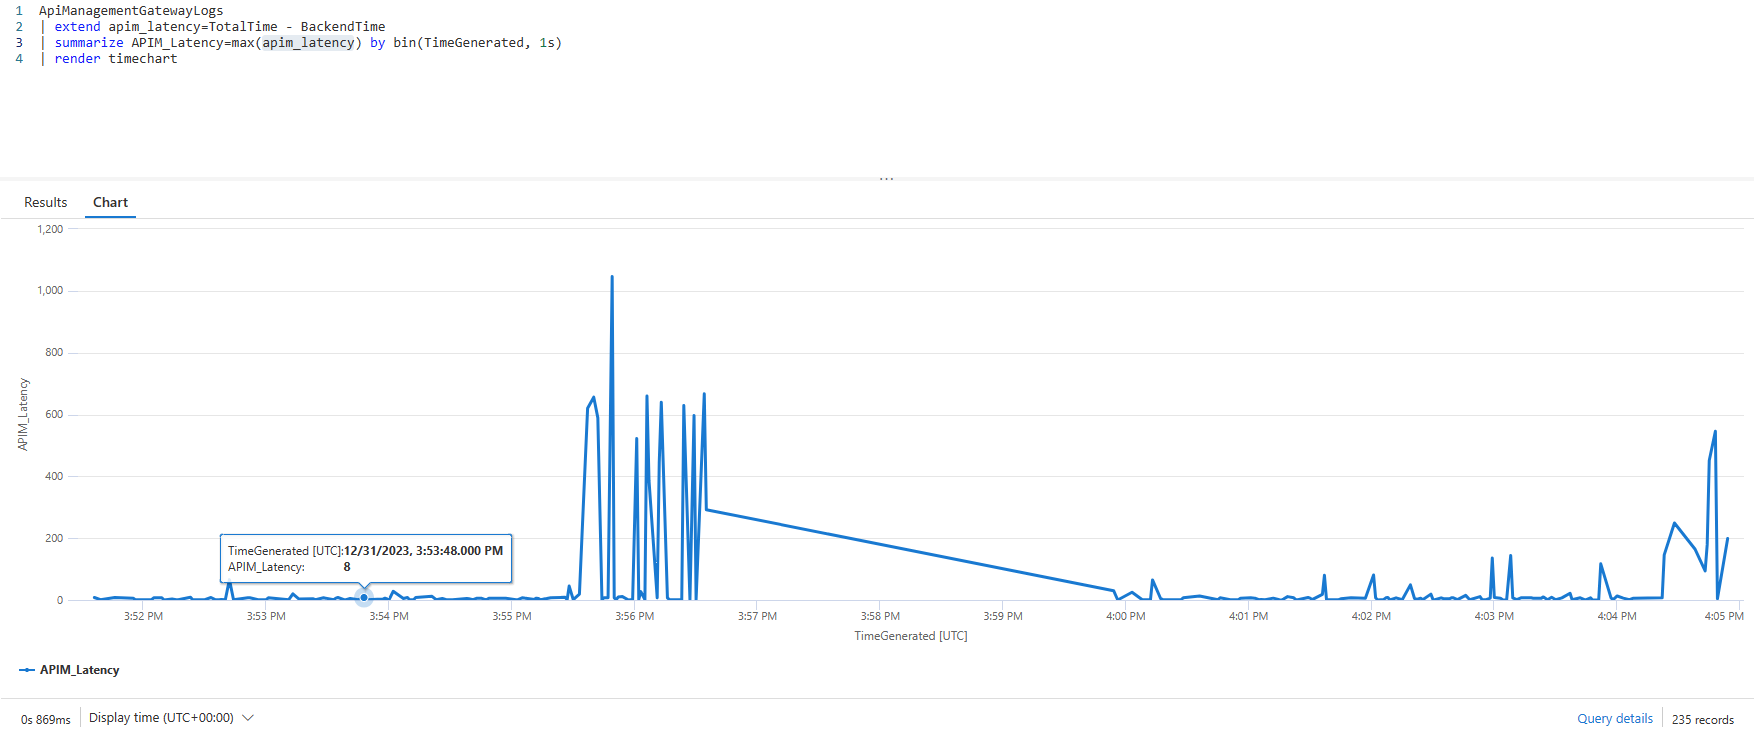 1 ApiManagementGatewayLogs
2 | extend apim_latency=TotalTime - BackendTime
3 | summarize APIM_Latency=max(apim_latency) by bin(TimeGenerated, 1s)
4 | render timechart
...
Results Chart
1,200
1,000
800
600
400
200
0
APIM_Latency
TimeGenerated [UTC]:12/31/2023, 3:53:48.000 PM
APIM_Latency: 8
3:52 PM 3:53 PM 3:54 PM 3:55 PM 3:56 PM 3:57 PM 3:58 PM 3:59 PM 4:00 PM 4:01 PM 4:02 PM 4:03 PM 4:04 PM 4:05 PM
TimeGenerated [UTC]
APIM_Latency
0s 869ms Display time (UTC+00:00) Query details 235 records